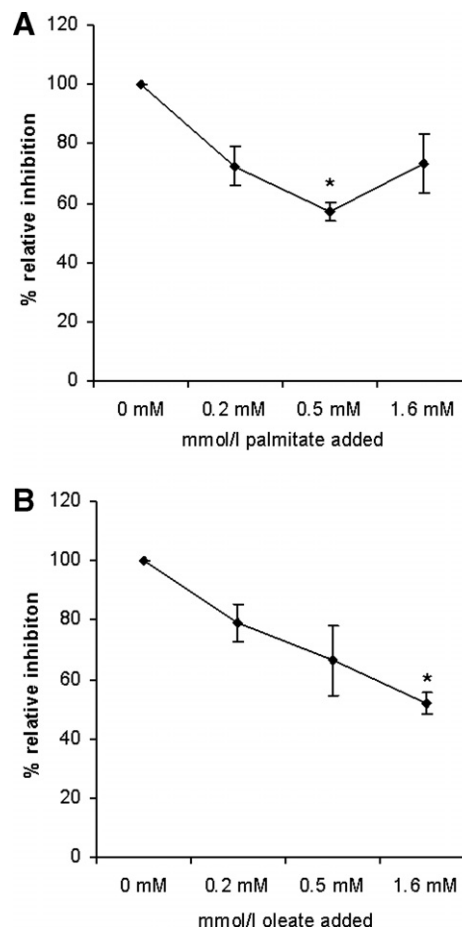 A
120
100
80
60
40
20
0
% relative inhibition
*
0 mM 0.2 mM 0.5 mM 1.6 mM
mmol/l palmitate added
B
120
100
80
60
40
20
0
% relative inhibiton
*
0 mM 0.2 mM 0.5 mM 1.6 mM
mmol/l oleate added